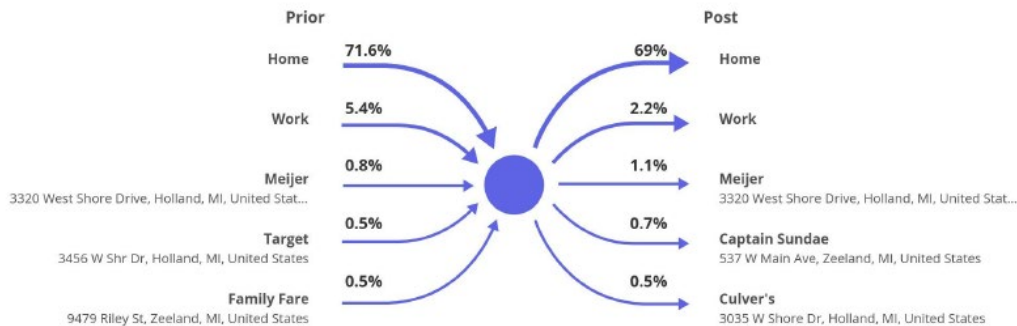 Prior
Post
Home
71.6%
69%
Home
Work
5.4%
2.2%
Work
Meijer
3320 West Shore Drive, Holland, MI, United Stat...
0.8%
1.1%
Meijer
3320 West Shore Drive, Holland, MI, United Stat...
Target
3456 W Shr Dr, Holland, MI, United States
0.5%
0.7%
Captain Sundae
537 W Main Ave, Zeeland, MI, United States
Family Fare
9479 Riley St, Zeeland, MI, United States
0.5%
0.5%
Culver's
3035 W Shore Dr, Holland, MI, United States